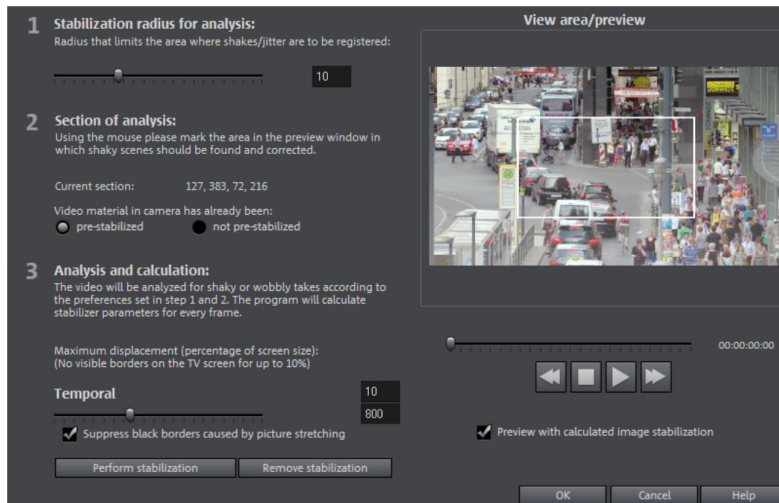 View area/preview
1 Stabilization radius for analysis:
Radius that limits the area where shakes/jitter are to be registered:
10
2 Section of analysis:
Using the mouse please mark the area in the preview window in
which shaky scenes should be found and corrected.
Current section: 127, 383, 72, 216
Video material in camera has already been:
pre-stabilized not pre-stabilized
3 Analysis and calculation:
The video will be analyzed for shaky or wobbly takes according to
the preferences set in step 1 and 2. The program will calculate
stabilizer parameters for every frame.
Maximum displacement (percentage of screen size):
(No visible borders on the TV screen for up to 10%)
00:00:00:00
Temporal
10
800
Suppress black borders caused by picture stretching
Preview with calculated image stabilization
Perform stabilization Remove stabilization
OK Cancel Help